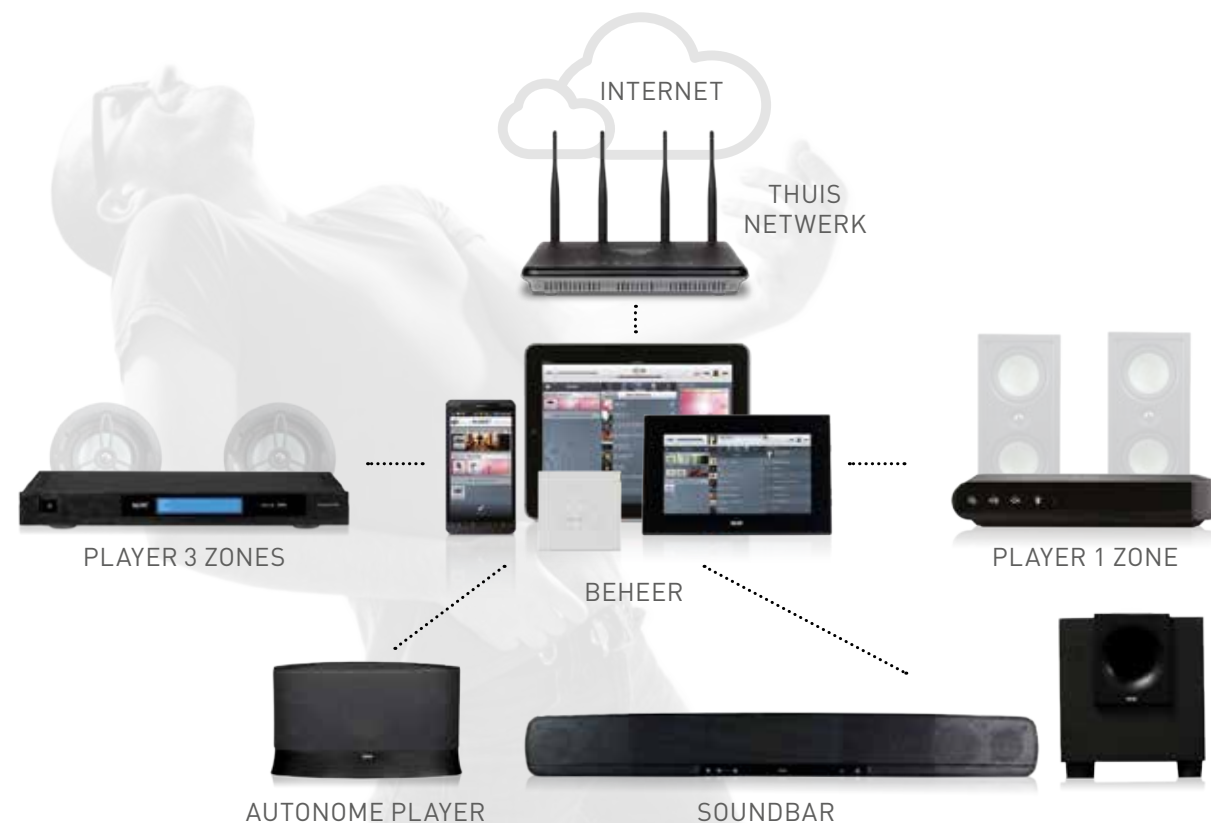 INTERNET
THUIS
NETWERK
PLAYER 3 ZONES
BEHEER
PLAYER 1 ZONE
AUTONOME PLAYER
SOUNDBAR